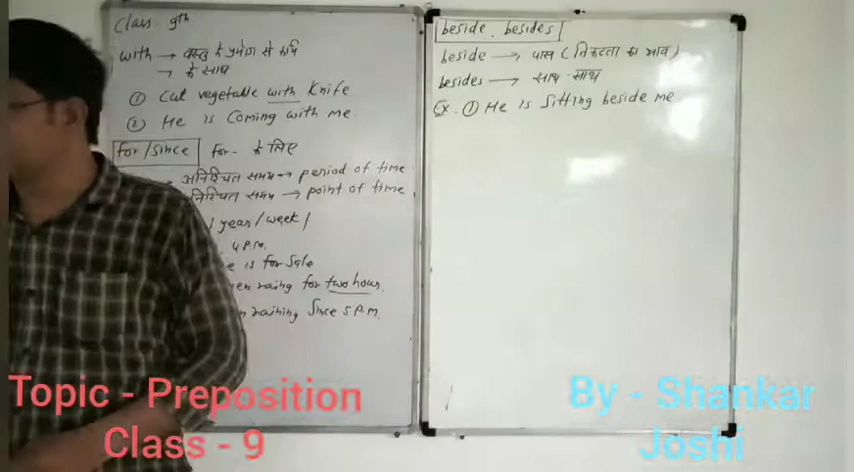 Class - 9th
with → वस्तु के प्रयोग से
→ के साथ
① Cut vegetable with Knife
② He is Coming with me.
for/since for - के लिए
अनिश्चित समय → period of time
निश्चित समय → point of time
/ year/week/
4 P.M.
is for Sale
raing for two hours.
raining Since 5 P.M.
beside, besides
beside → पास (निकटता का भाव)
besides → साथ-साथ
Ex. ① He is Sitting beside me
Topic - Preposition
Class - 9
By - Shankar
Joshi